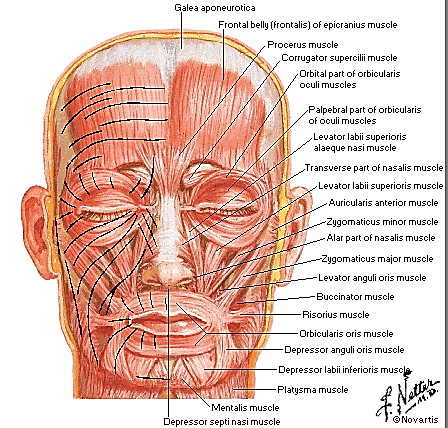 Galea aponeurotica
Frontal belly (frontalis) of epicranius muscle
Procerus muscle
Corrugator supercilii muscle
Orbital part of orbicularis
oculi muscles
Palpebral part of orbicularis
of oculi muscles
Levator labii superioris
alaeque nasi muscle
Transverse part of nasalis muscle
Levator labii superioris muscle
Auricularis anterior muscle
Zygomaticus minor muscle
Alar part of nasalis muscle
Zygomaticus major muscle
Levator anguli oris muscle
Buccinator muscle
Risorius muscle
Orbicularis oris muscle
Depressor anguli oris muscle
Depressor labii inferioris muscle
Platysma muscle
Mentalis muscle
Depressor septi nasi muscle
F. Netter
M.D.
©Novartis